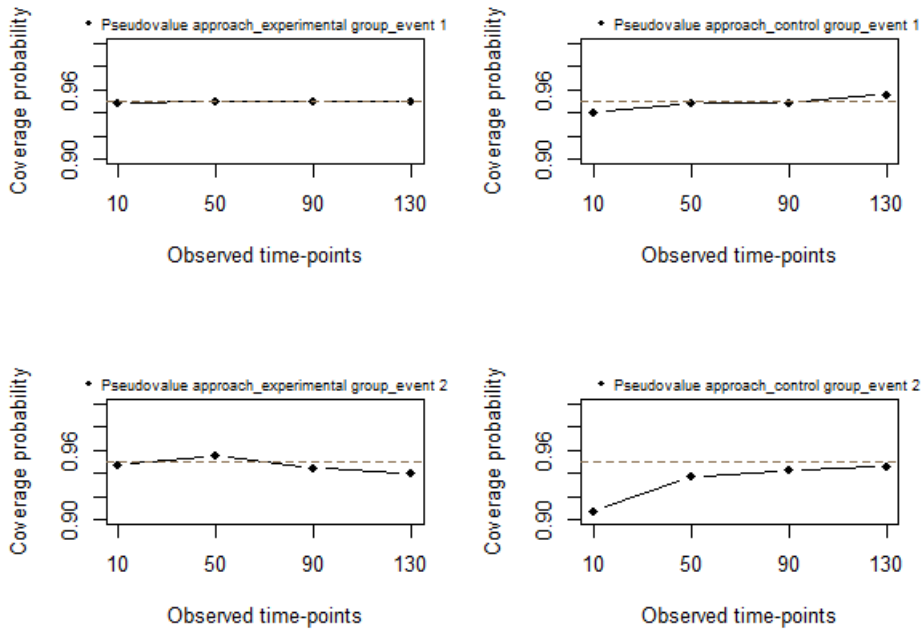 Pseudovalue approach_experimental group_event 1
Coverage probability
0.96
0.90
10 50 90 130
Observed time-points
Pseudovalue approach_control group_event 1
Coverage probability
0.96
0.90
10 50 90 130
Observed time-points
Pseudovalue approach_experimental group_event 2
Coverage probability
0.96
0.90
10 50 90 130
Observed time-points
Pseudovalue approach_control group_event 2
Coverage probability
0.96
0.90
10 50 90 130
Observed time-points